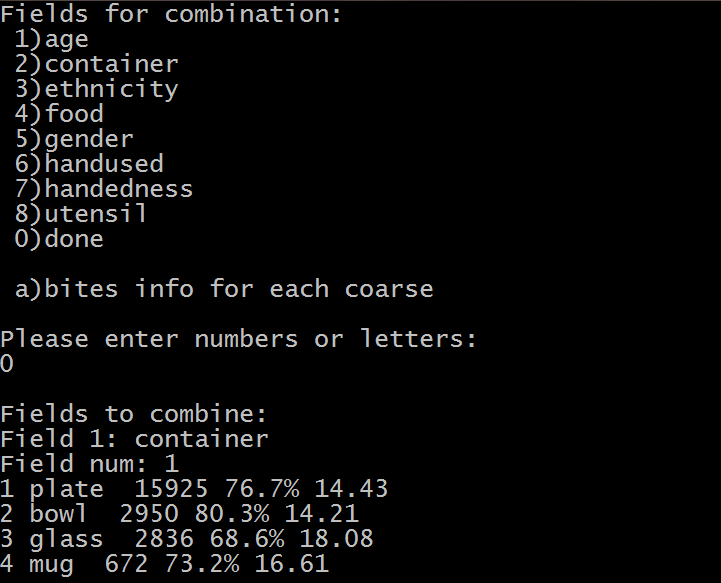 Fields for combination:
1)age
2)container
3)ethnicity
4)food
5)gender
6)handused
7)handedness
8)utensil
0)done
a)bites info for each coarse
Please enter numbers or letters:
0
Fields to combine:
Field 1: container
Field num: 1
1 plate  15925 76.7% 14.43
2 bowl  2950 80.3% 14.21
3 glass  2836 68.6% 18.08
4 mug  672 73.2% 16.61